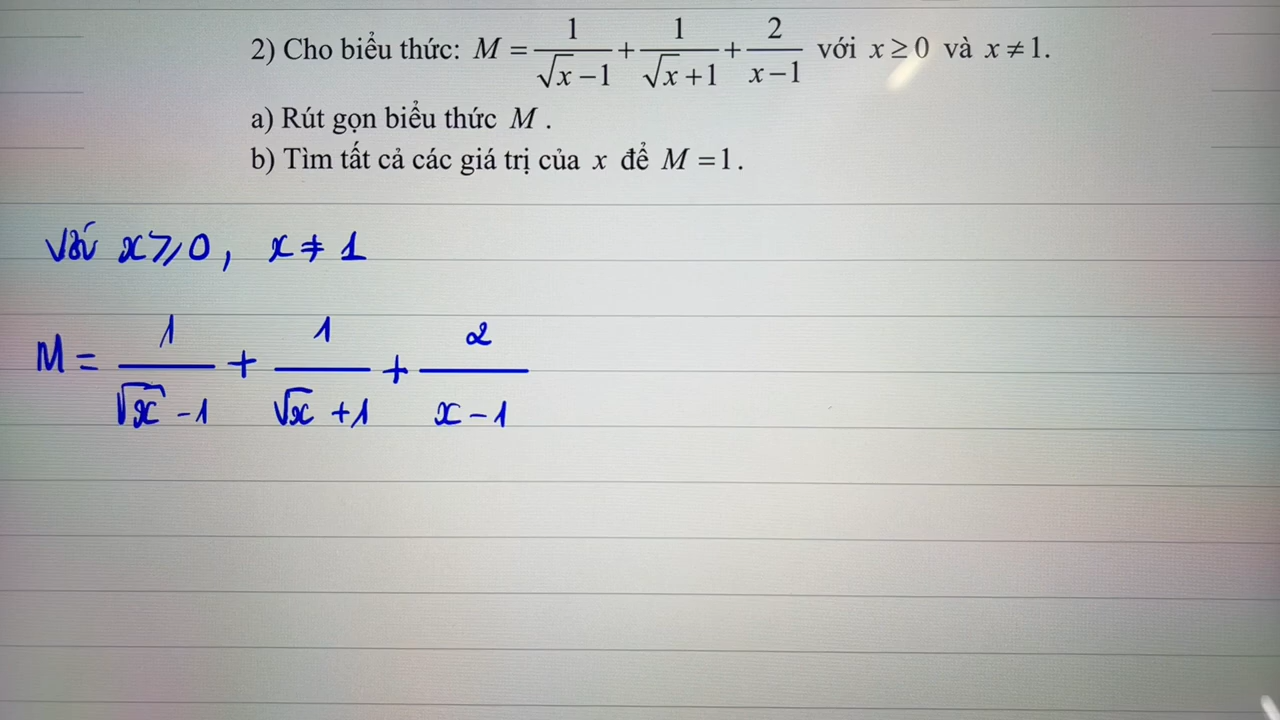 2) Cho biểu thức: M = 1/(√x − 1) + 1/(√x + 1) + 2/(x − 1) với x ≥ 0 và x ≠ 1.
a) Rút gọn biểu thức M .
b) Tìm tất cả các giá trị của x để M = 1.
Với x ≥ 0, x ≠ 1
M = 1/(√x − 1) + 1/(√x + 1) + 2/(x − 1)